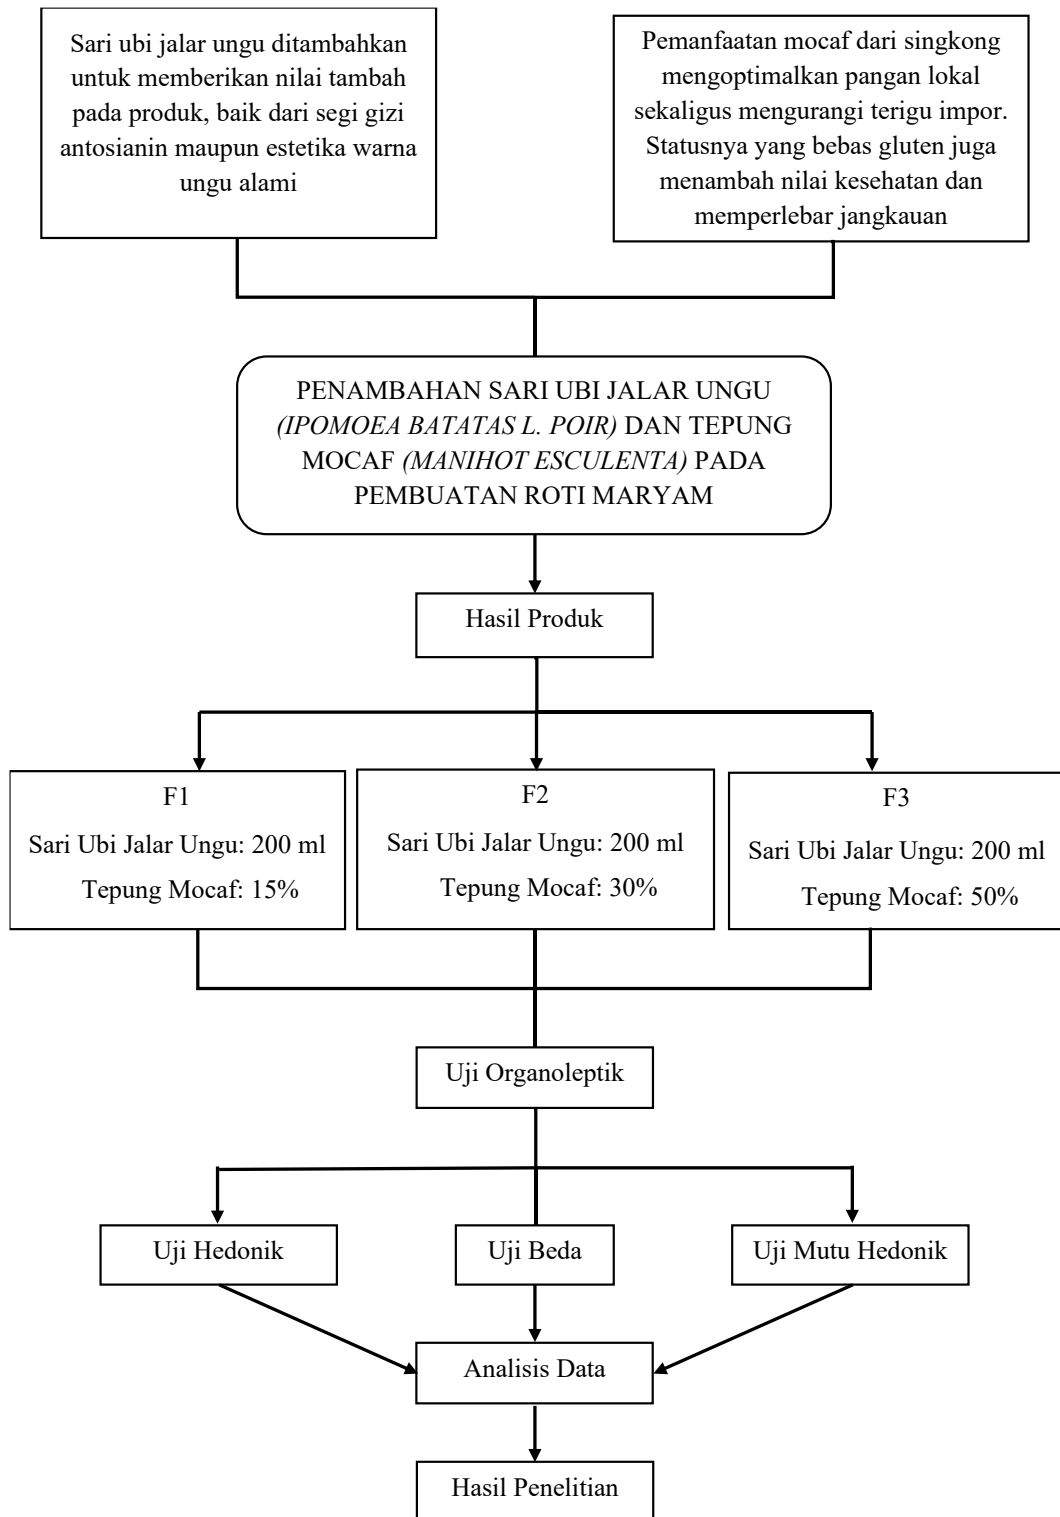 Sari ubi jalar ungu ditambahkan
untuk memberikan nilai tambah
pada produk, baik dari segi gizi
antosianin maupun estetika warna
ungu alami
Pemanfaatan mocaf dari singkong
mengoptimalkan pangan lokal
sekaligus mengurangi terigu impor.
Statusnya yang bebas gluten juga
menambah nilai kesehatan dan
memperlebar jangkauan
PENAMBAHAN SARI UBI JALAR UNGU
(IPOMOEA BATATAS L. POIR) DAN TEPUNG
MOCAF (MANIHOT ESCULENTA) PADA
PEMBUATAN ROTI MARYAM
Hasil Produk
F1
Sari Ubi Jalar Ungu: 200 ml
Tepung Mocaf: 15%
F2
Sari Ubi Jalar Ungu: 200 ml
Tepung Mocaf: 30%
F3
Sari Ubi Jalar Ungu: 200 ml
Tepung Mocaf: 50%
Uji Organoleptik
Uji Hedonik
Uji Beda
Uji Mutu Hedonik
Analisis Data
Hasil Penelitian